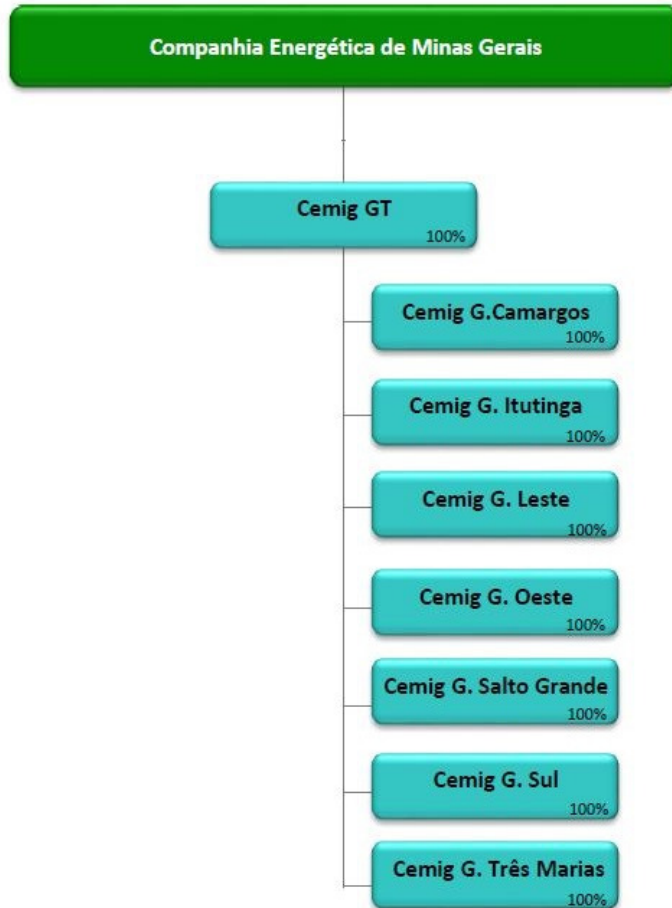 Companhia Energética de Minas Gerais
Cemig GT
100%
Cemig G.Camargos
100%
Cemig G. Itutinga
100%
Cemig G. Leste
100%
Cemig G. Oeste
100%
Cemig G. Salto Grande
100%
Cemig G. Sul
100%
Cemig G. Três Marias
100%